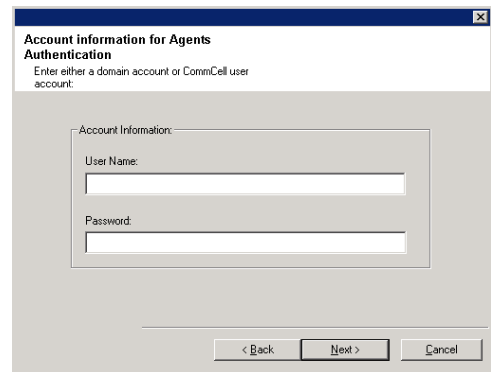 Account information for Agents
Authentication
Enter either a domain account or CommCell user
account:
Account Information:
User Name:
Password:
< Back
Next >
Cancel